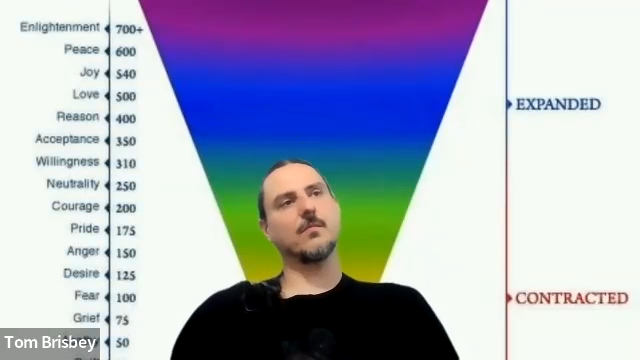 Enlightenment 700+
Peace 600
Joy 540
Love 500
Reason 400
Acceptance 350
Willingness 310
Neutrality 250
Courage 200
Pride 175
Anger 150
Desire 125
Fear 100
Grief 75
50
EXPANDED
CONTRACTED
Tom Brisbey